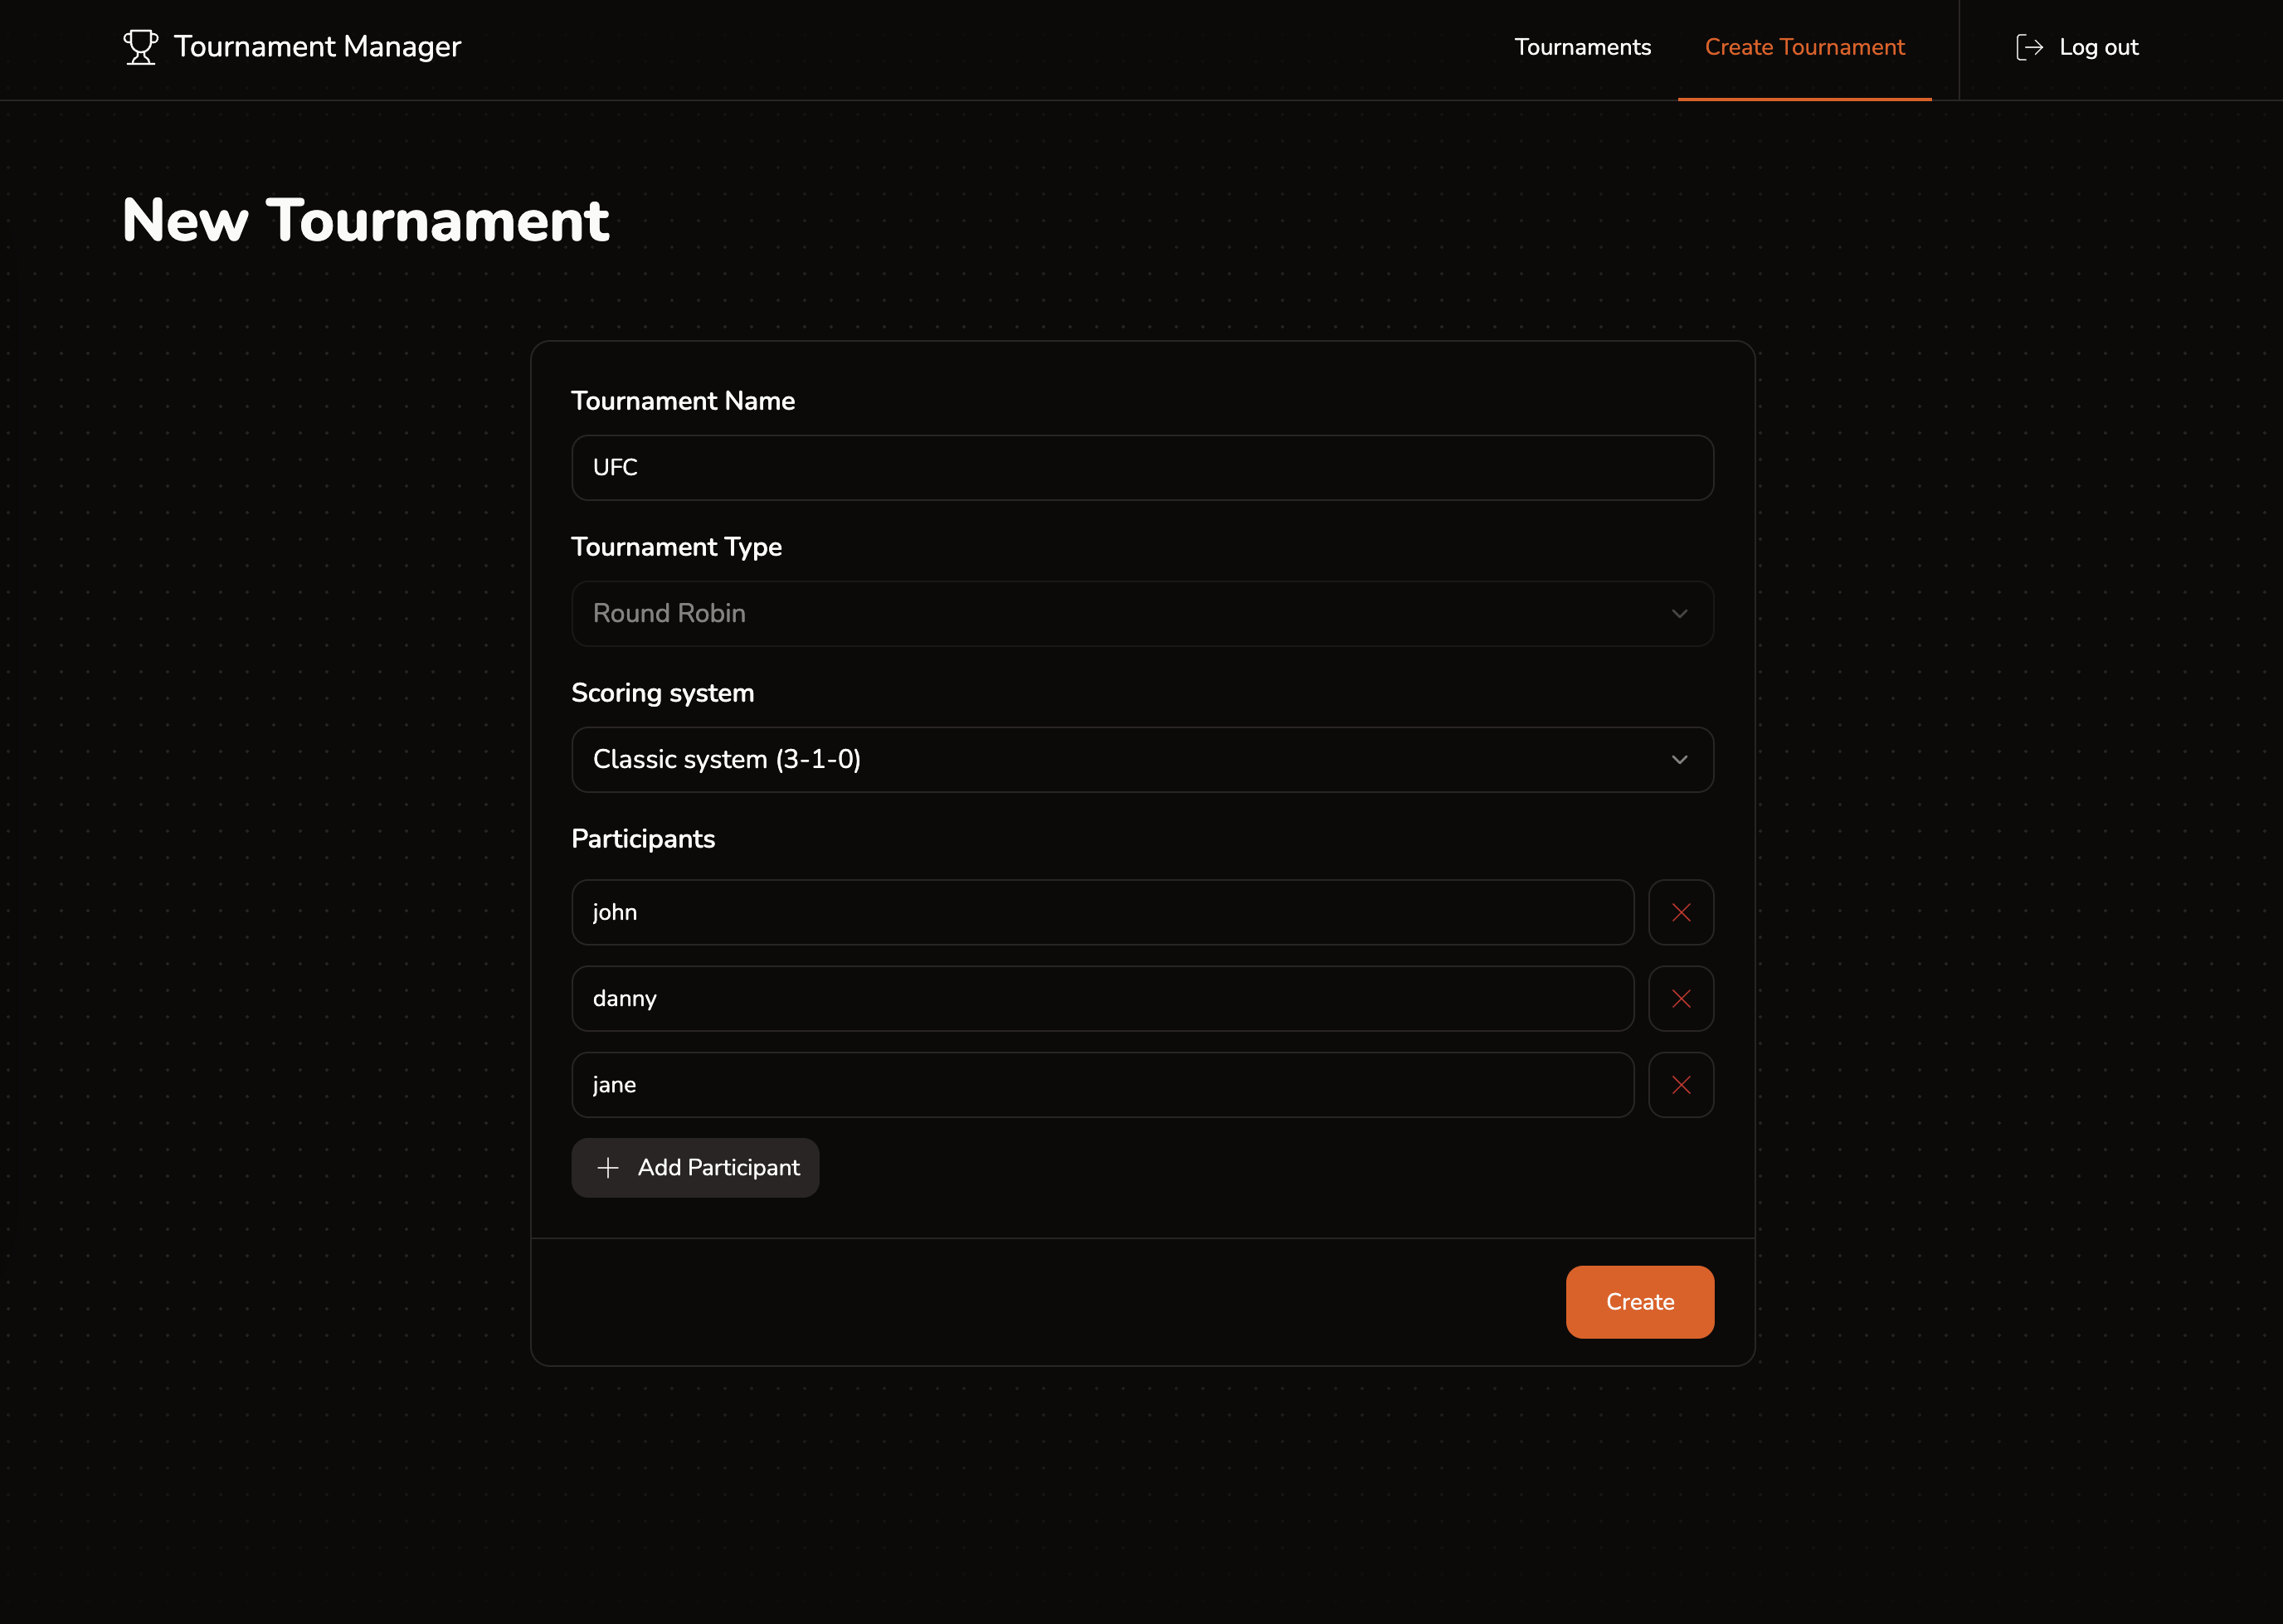 Tournament Manager
Tournaments
Create Tournament
Log out
New Tournament
Tournament Name
UFC
Tournament Type
Round Robin
Scoring system
Classic system (3-1-0)
Participants
john
danny
jane
Add Participant
Create